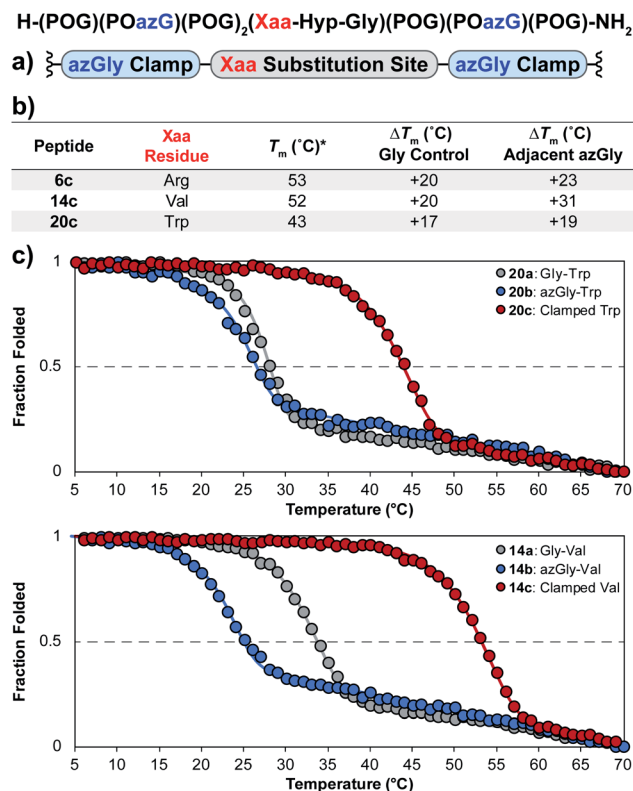 H-(POG)(POazG)(POG)₂(Xaa-Hyp-Gly)(POG)(POazG)(POG)-NH₂
a) azGly Clamp Xaa Substitution Site azGly Clamp
b)
Peptide Xaa Residue Tm (˚C)* ΔTm (˚C) Gly Control ΔTm (˚C) Adjacent azGly
6c Arg 53 +20 +23
14c Val 52 +20 +31
20c Trp 43 +17 +19
c)
Fraction Folded
1
0.5
0
20a: Gly-Trp
20b: azGly-Trp
20c: Clamped Trp
5 10 15 20 25 30 35 40 45 50 55 60 65 70
Temperature (°C)
Fraction Folded
1
0.5
0
14a: Gly-Val
14b: azGly-Val
14c: Clamped Val
5 10 15 20 25 30 35 40 45 50 55 60 65 70
Temperature (°C)